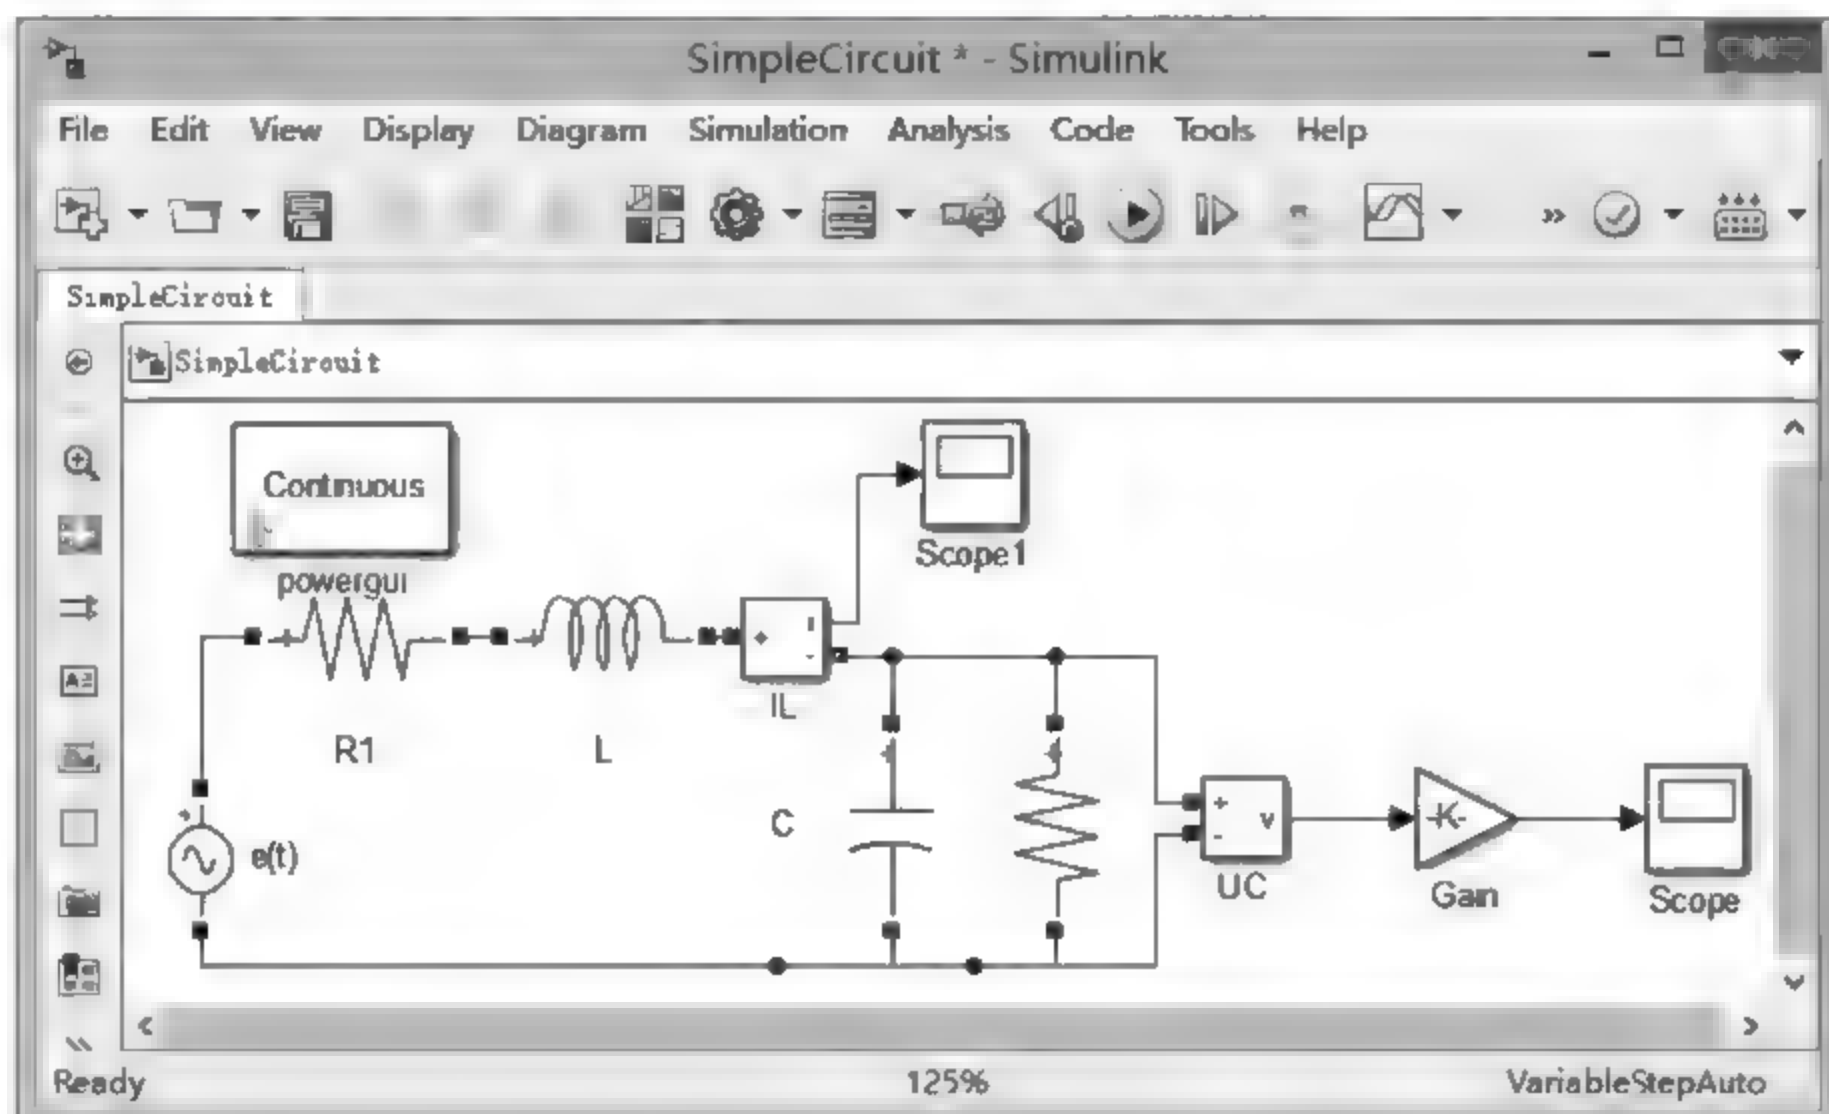 SimpleCircuit * - Simulink
File Edit View Display Diagram Simulation Analysis Code Tools Help
SimpleCircuit
SimpleCircuit
Continuous
powergui
Scope1
R1
L
IL
+
i
-
e(t)
C
+
-
v
UC
-K-
Gain
Scope
Ready 125% VariableStepAuto